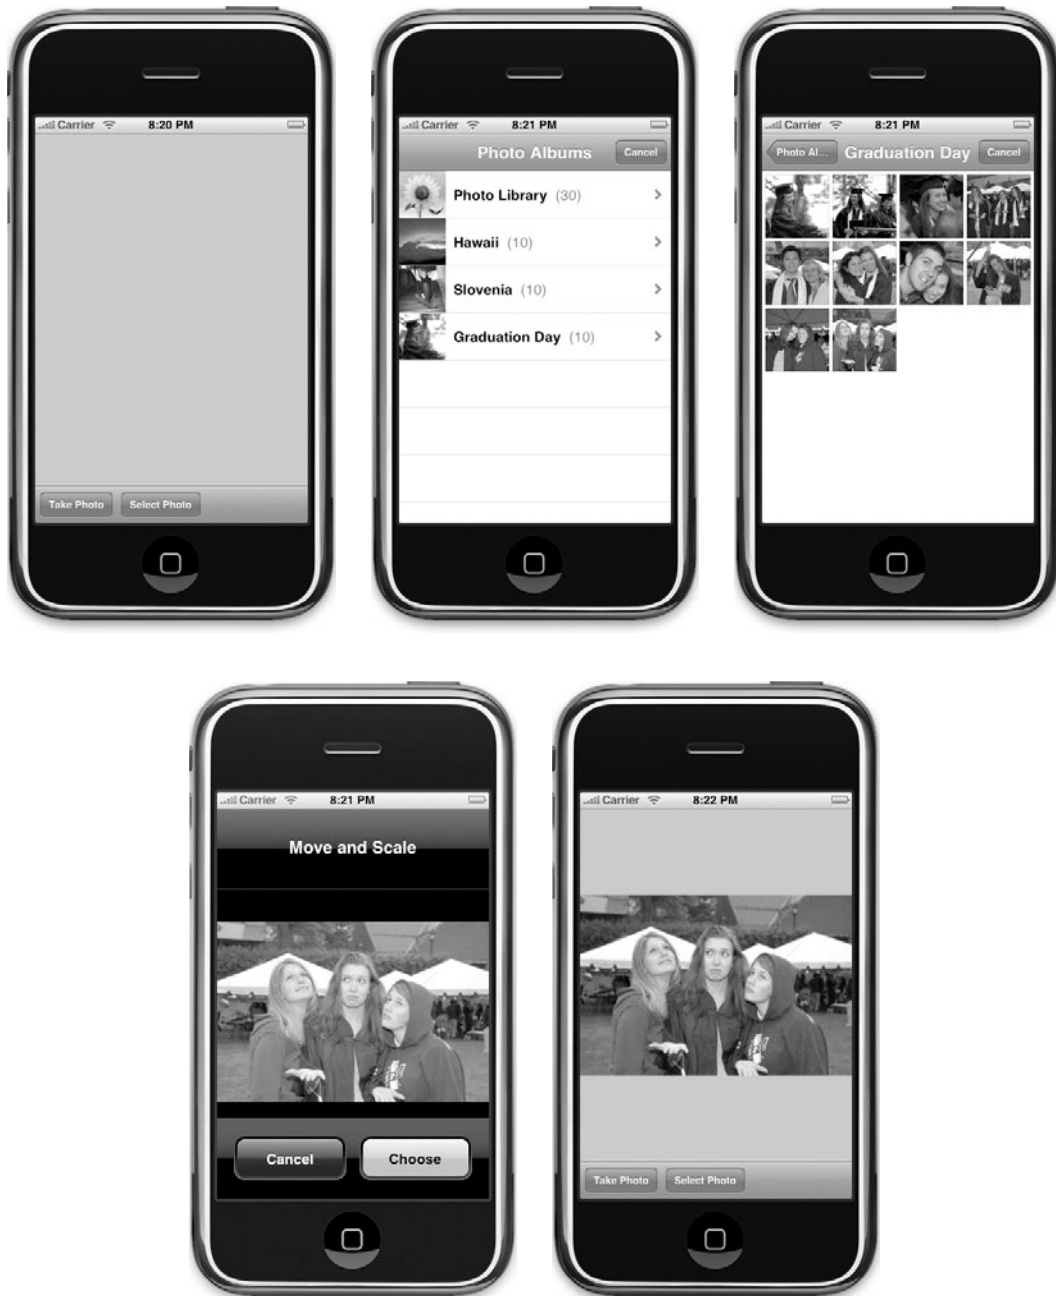 Carrier 8:20 PM
Take Photo Select Photo
Carrier 8:21 PM
Photo Albums Cancel
Photo Library (30)
Hawaii (10)
Slovenia (10)
Graduation Day (10)
Carrier 8:21 PM
Photo Al... Graduation Day Cancel
Carrier 8:21 PM
Move and Scale
Cancel Choose
Carrier 8:22 PM
Take Photo Select Photo